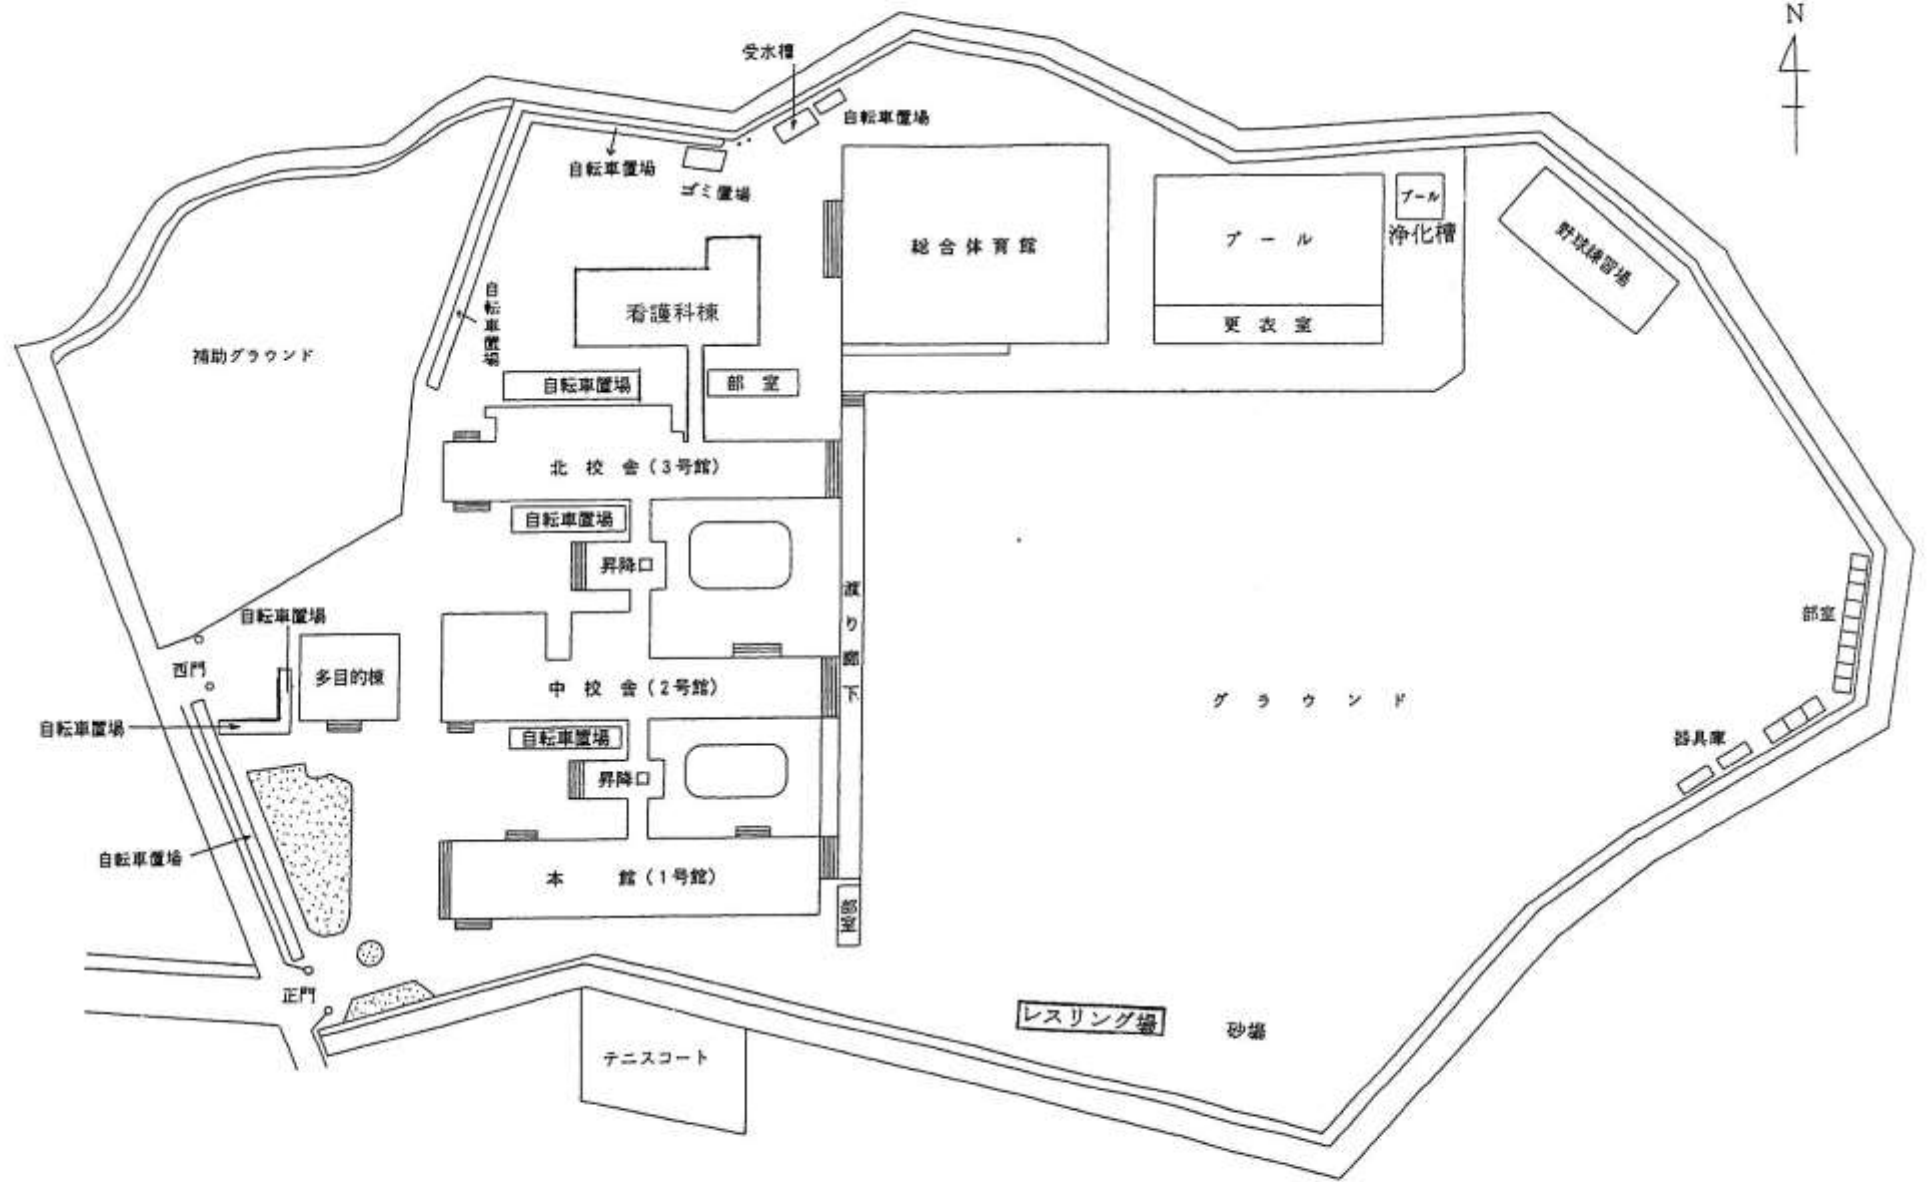 N
受水槽
自転車置場
自転車置場
ゴミ置場
総合体育館
プール
プール
浄化槽
野球練習場
更衣室
自転車置場
看護科棟
補助グラウンド
自転車置場
部室
北校舎(3号館)
自転車置場
昇降口
渡り廊下
自転車置場
部室
西門
多目的棟
中校舎(2号館)
グラウンド
自転車置場
自転車置場
器具庫
昇降口
自転車置場
本館(1号館)
部室
正門
レスリング場
砂場
テニスコート